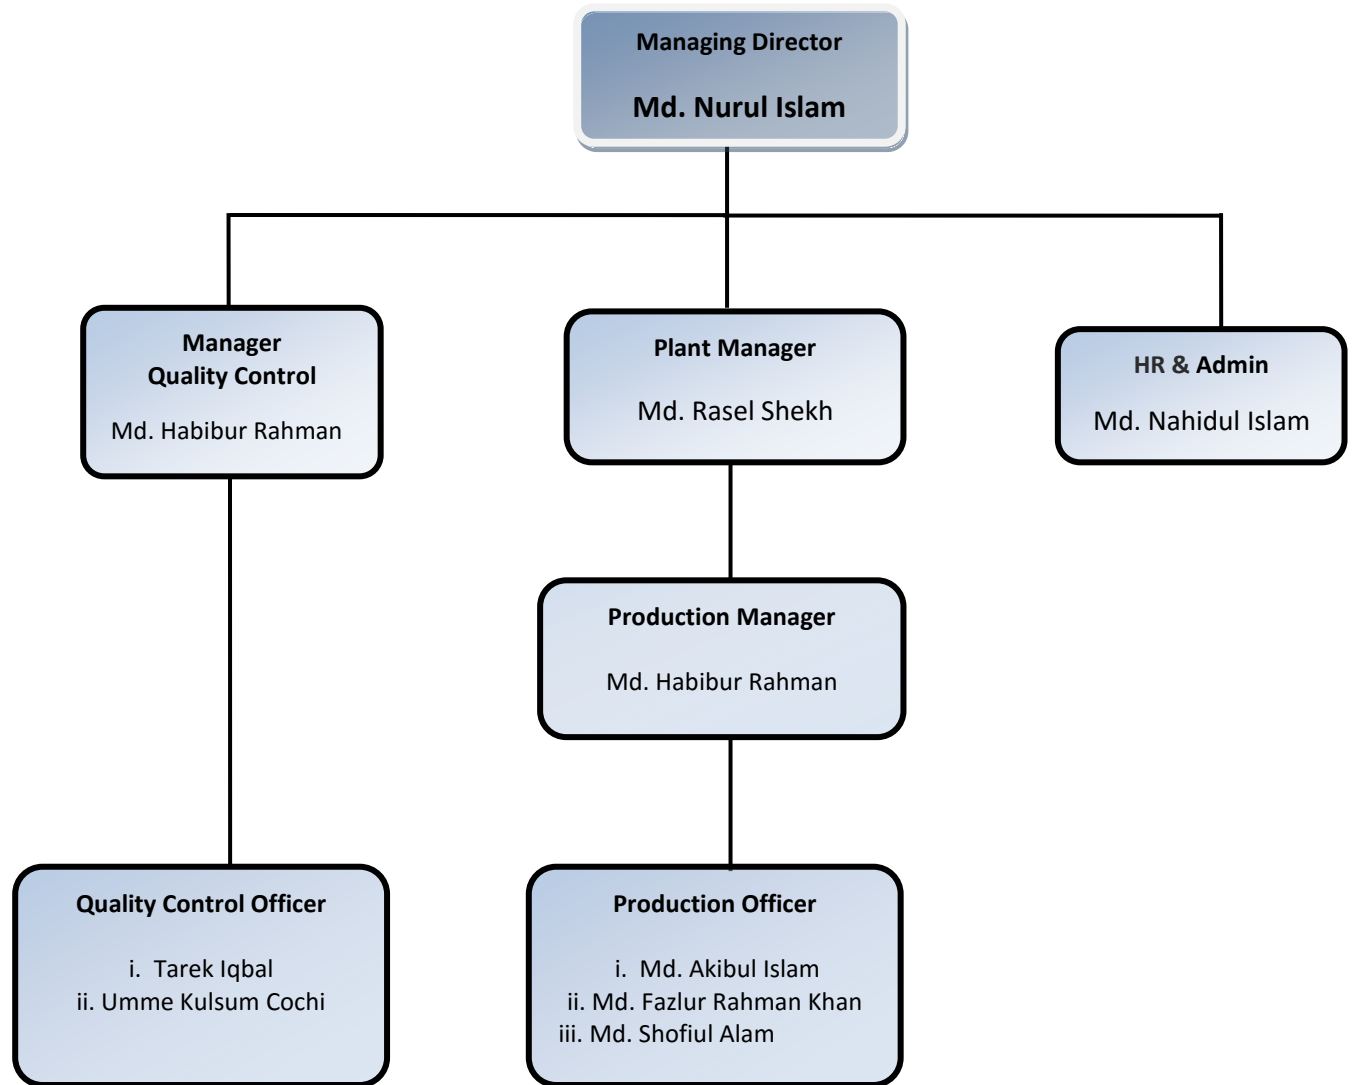 Managing Director
Md. Nurul Islam
Manager
Quality Control
Md. Habibur Rahman
Plant Manager
Md. Rasel Shekh
HR & Admin
Md. Nahidul Islam
Production Manager
Md. Habibur Rahman
Quality Control Officer
i. Tarek Iqbal
ii. Umme Kulsum Cochi
Production Officer
i. Md. Akibul Islam
ii. Md. Fazlur Rahman Khan
iii. Md. Shofiul Alam